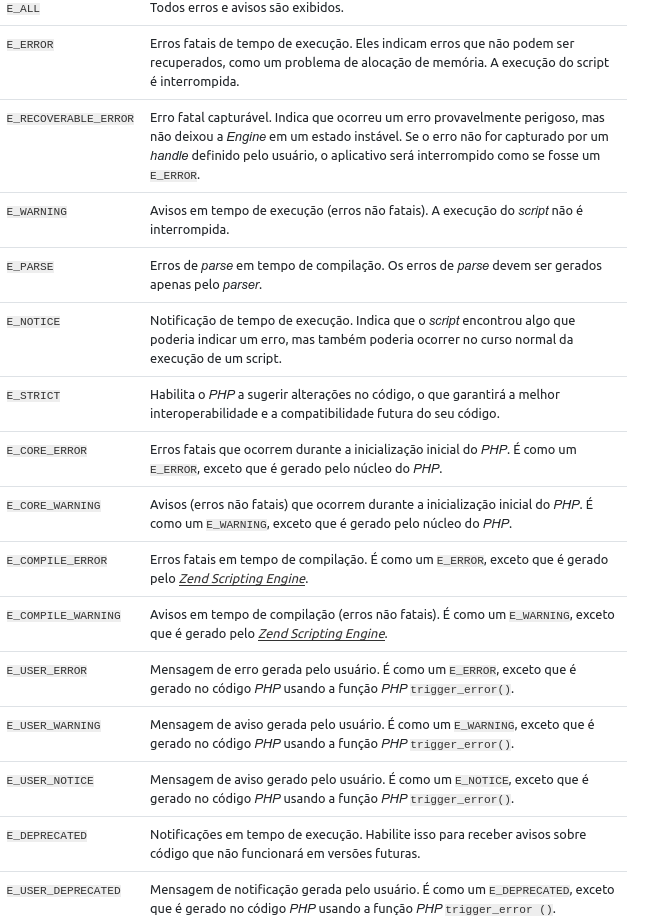 E_ALL Todos erros e avisos são exibidos.
E_ERROR Erros fatais de tempo de execução. Eles indicam erros que não podem ser
recuperados, como um problema de alocação de memória. A execução do script
é interrompida.
E_RECOVERABLE_ERROR Erro fatal capturável. Indica que ocorreu um erro provavelmente perigoso, mas
não deixou a Engine em um estado instável. Se o erro não for capturado por um
handle definido pelo usuário, o aplicativo será interrompido como se fosse um
E_ERROR.
E_WARNING Avisos em tempo de execução (erros não fatais). A execução do script não é
interrompida.
E_PARSE Erros de parse em tempo de compilação. Os erros de parse devem ser gerados
apenas pelo parser.
E_NOTICE Notificação de tempo de execução. Indica que o script encontrou algo que
poderia indicar um erro, mas também poderia ocorrer no curso normal da
execução de um script.
E_STRICT Habilita o PHP a sugerir alterações no código, o que garantirá a melhor
interoperabilidade e a compatibilidade futura do seu código.
E_CORE_ERROR Erros fatais que ocorrem durante a inicialização inicial do PHP. É como um
E_ERROR, exceto que é gerado pelo núcleo do PHP.
E_CORE_WARNING Avisos (erros não fatais) que ocorrem durante a inicialização inicial do PHP. É
como um E_WARNING, exceto que é gerado pelo núcleo do PHP.
E_COMPILE_ERROR Erros fatais em tempo de compilação. É como um E_ERROR, exceto que é gerado
pelo Zend Scripting Engine.
E_COMPILE_WARNING Avisos em tempo de compilação (erros não fatais). É como um E_WARNING, exceto
que é gerado pelo Zend Scripting Engine.
E_USER_ERROR Mensagem de erro gerada pelo usuário. É como um E_ERROR, exceto que é
gerado no código PHP usando a função PHP trigger_error().
E_USER_WARNING Mensagem de aviso gerada pelo usuário. É como um E_WARNING, exceto que é
gerado no código PHP usando a função PHP trigger_error().
E_USER_NOTICE Mensagem de aviso gerado pelo usuário. É como um E_NOTICE, exceto que é
gerado no código PHP usando a função PHP trigger_error().
E_DEPRECATED Notificações em tempo de execução. Habilite isso para receber avisos sobre
código que não funcionará em versões futuras.
E_USER_DEPRECATED Mensagem de notificação gerada pelo usuário. É como um E_DEPRECATED, exceto
que é gerado no código PHP usando a função PHP trigger_error ().